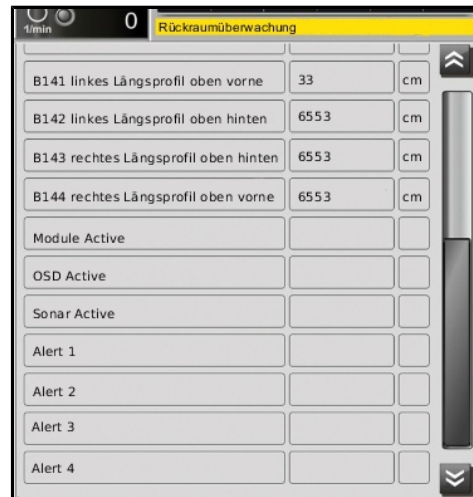 1/min 0 Rückraumüberwachung
B141 linkes Längsprofil oben vorne 33 cm
B142 linkes Längsprofil oben hinten 6553 cm
B143 rechtes Längsprofil oben hinten 6553 cm
B144 rechtes Längsprofil oben vorne 6553 cm
Module Active
OSD Active
Sonar Active
Alert 1
Alert 2
Alert 3
Alert 4